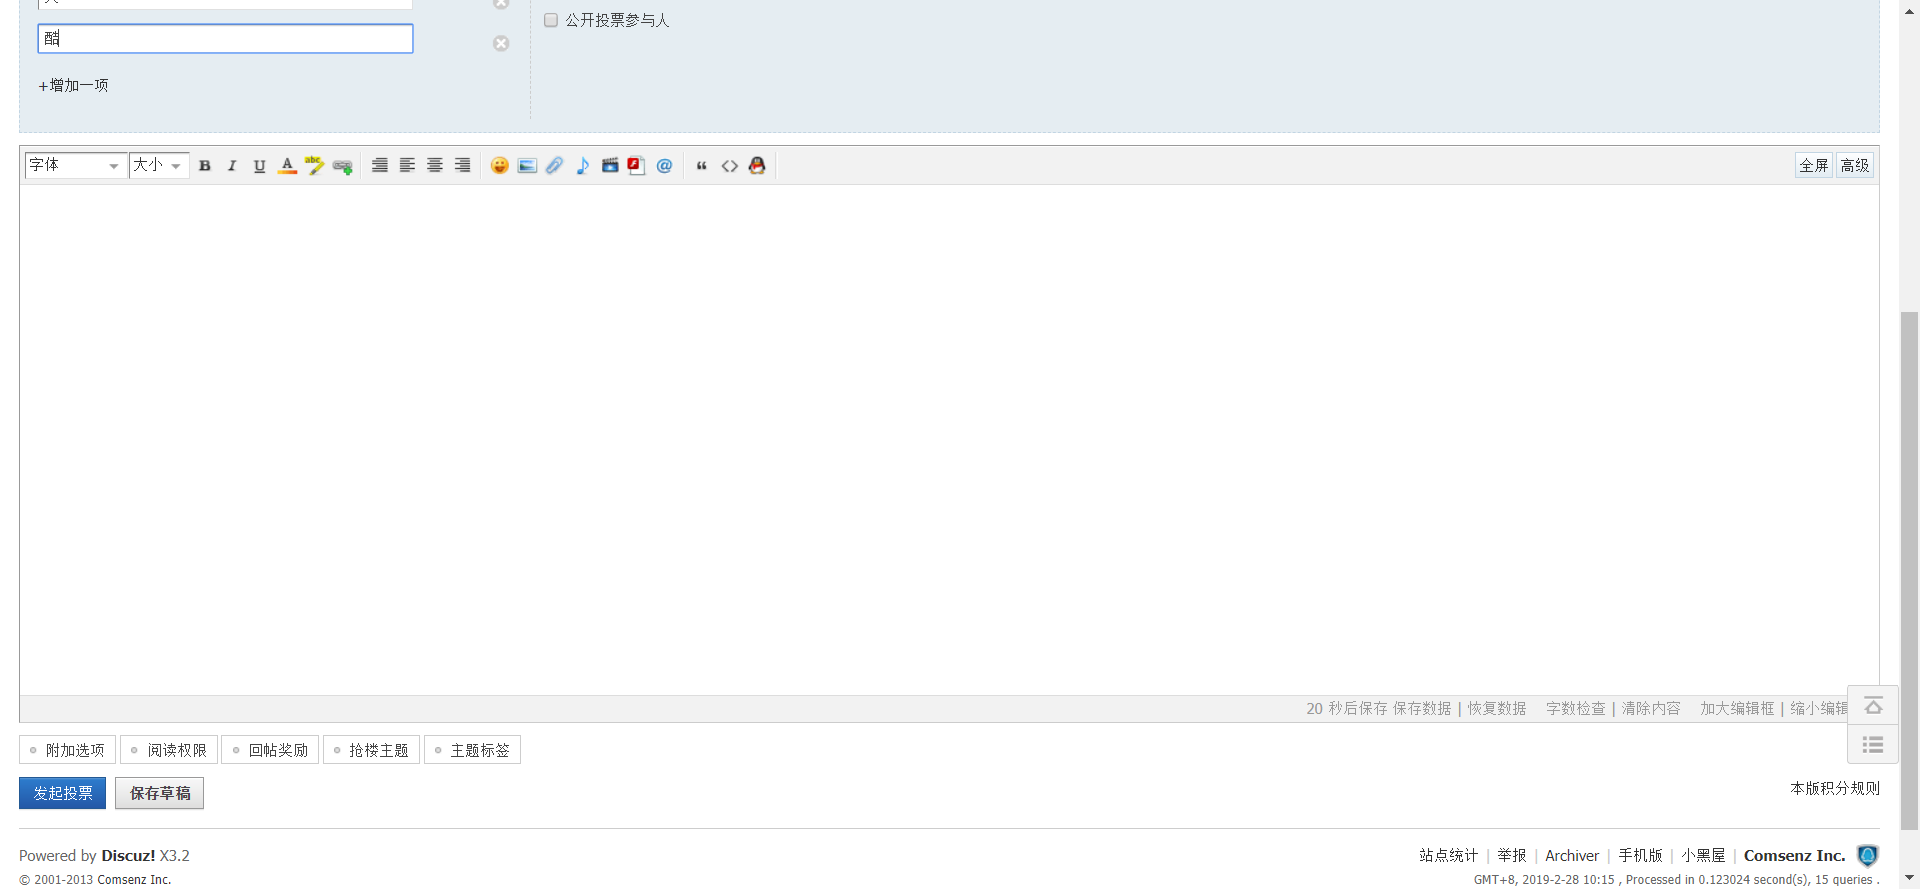 公开投票参与人
酷
+增加一项
字体 大小 全屏 高级
20 秒后保存 保存数据 | 恢复数据 字数检查 | 清除内容 加大编辑框 | 缩小编辑
附加选项 阅读权限 回帖奖励 抢楼主题 主题标签
发起投票 保存草稿 本版积分规则
Powered by Discuz! X3.2 站点统计 | 举报 | Archiver | 手机版 | 小黑屋 | Comsenz Inc.
© 2001-2013 Comsenz Inc. GMT+8, 2019-2-28 10:15 , Processed in 0.123024 second(s), 15 queries .